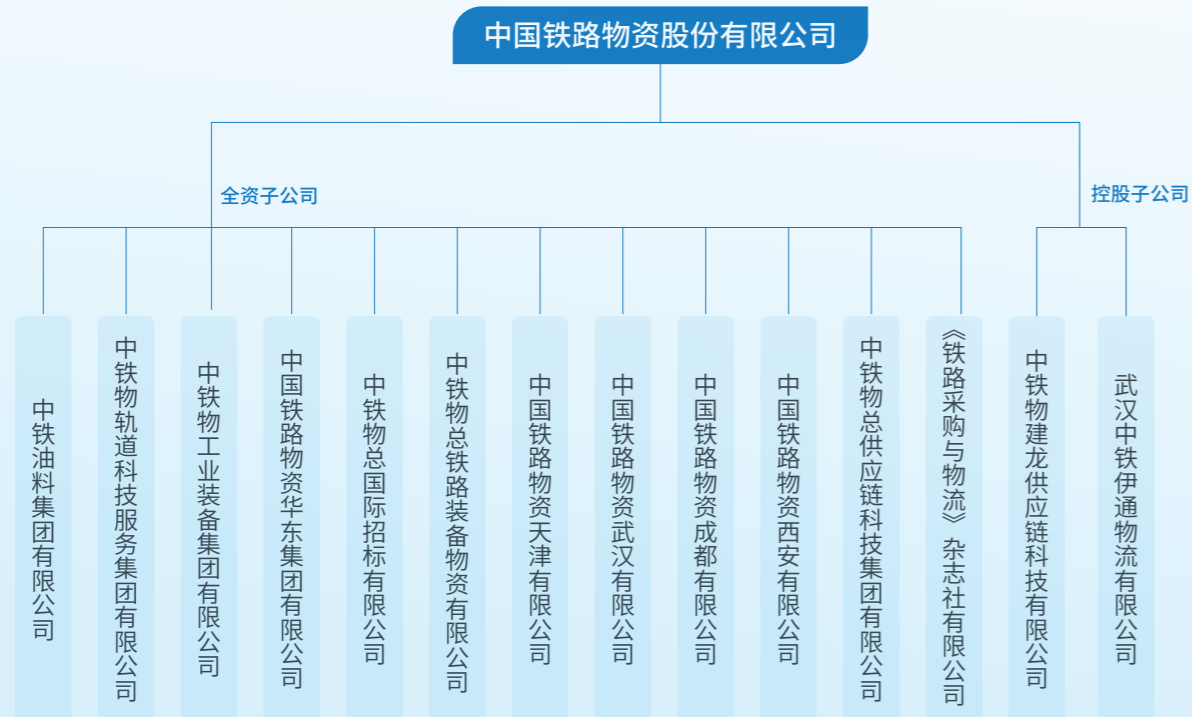 中国铁路物资股份有限公司
全资子公司
控股子公司
中铁油料集团有限公司
中铁物轨道科技服务集团有限公司
中铁物工业装备集团有限公司
中国铁路物资华东集团有限公司
中铁物总国际招标有限公司
中铁物总铁路装备物资有限公司
中国铁路物资天津有限公司
中国铁路物资武汉有限公司
中国铁路物资成都有限公司
中国铁路物资西安有限公司
中铁物总供应链科技集团有限公司
《铁路采购与物流》杂志社有限公司
中铁物建龙供应链科技有限公司
武汉中铁伊通物流有限公司